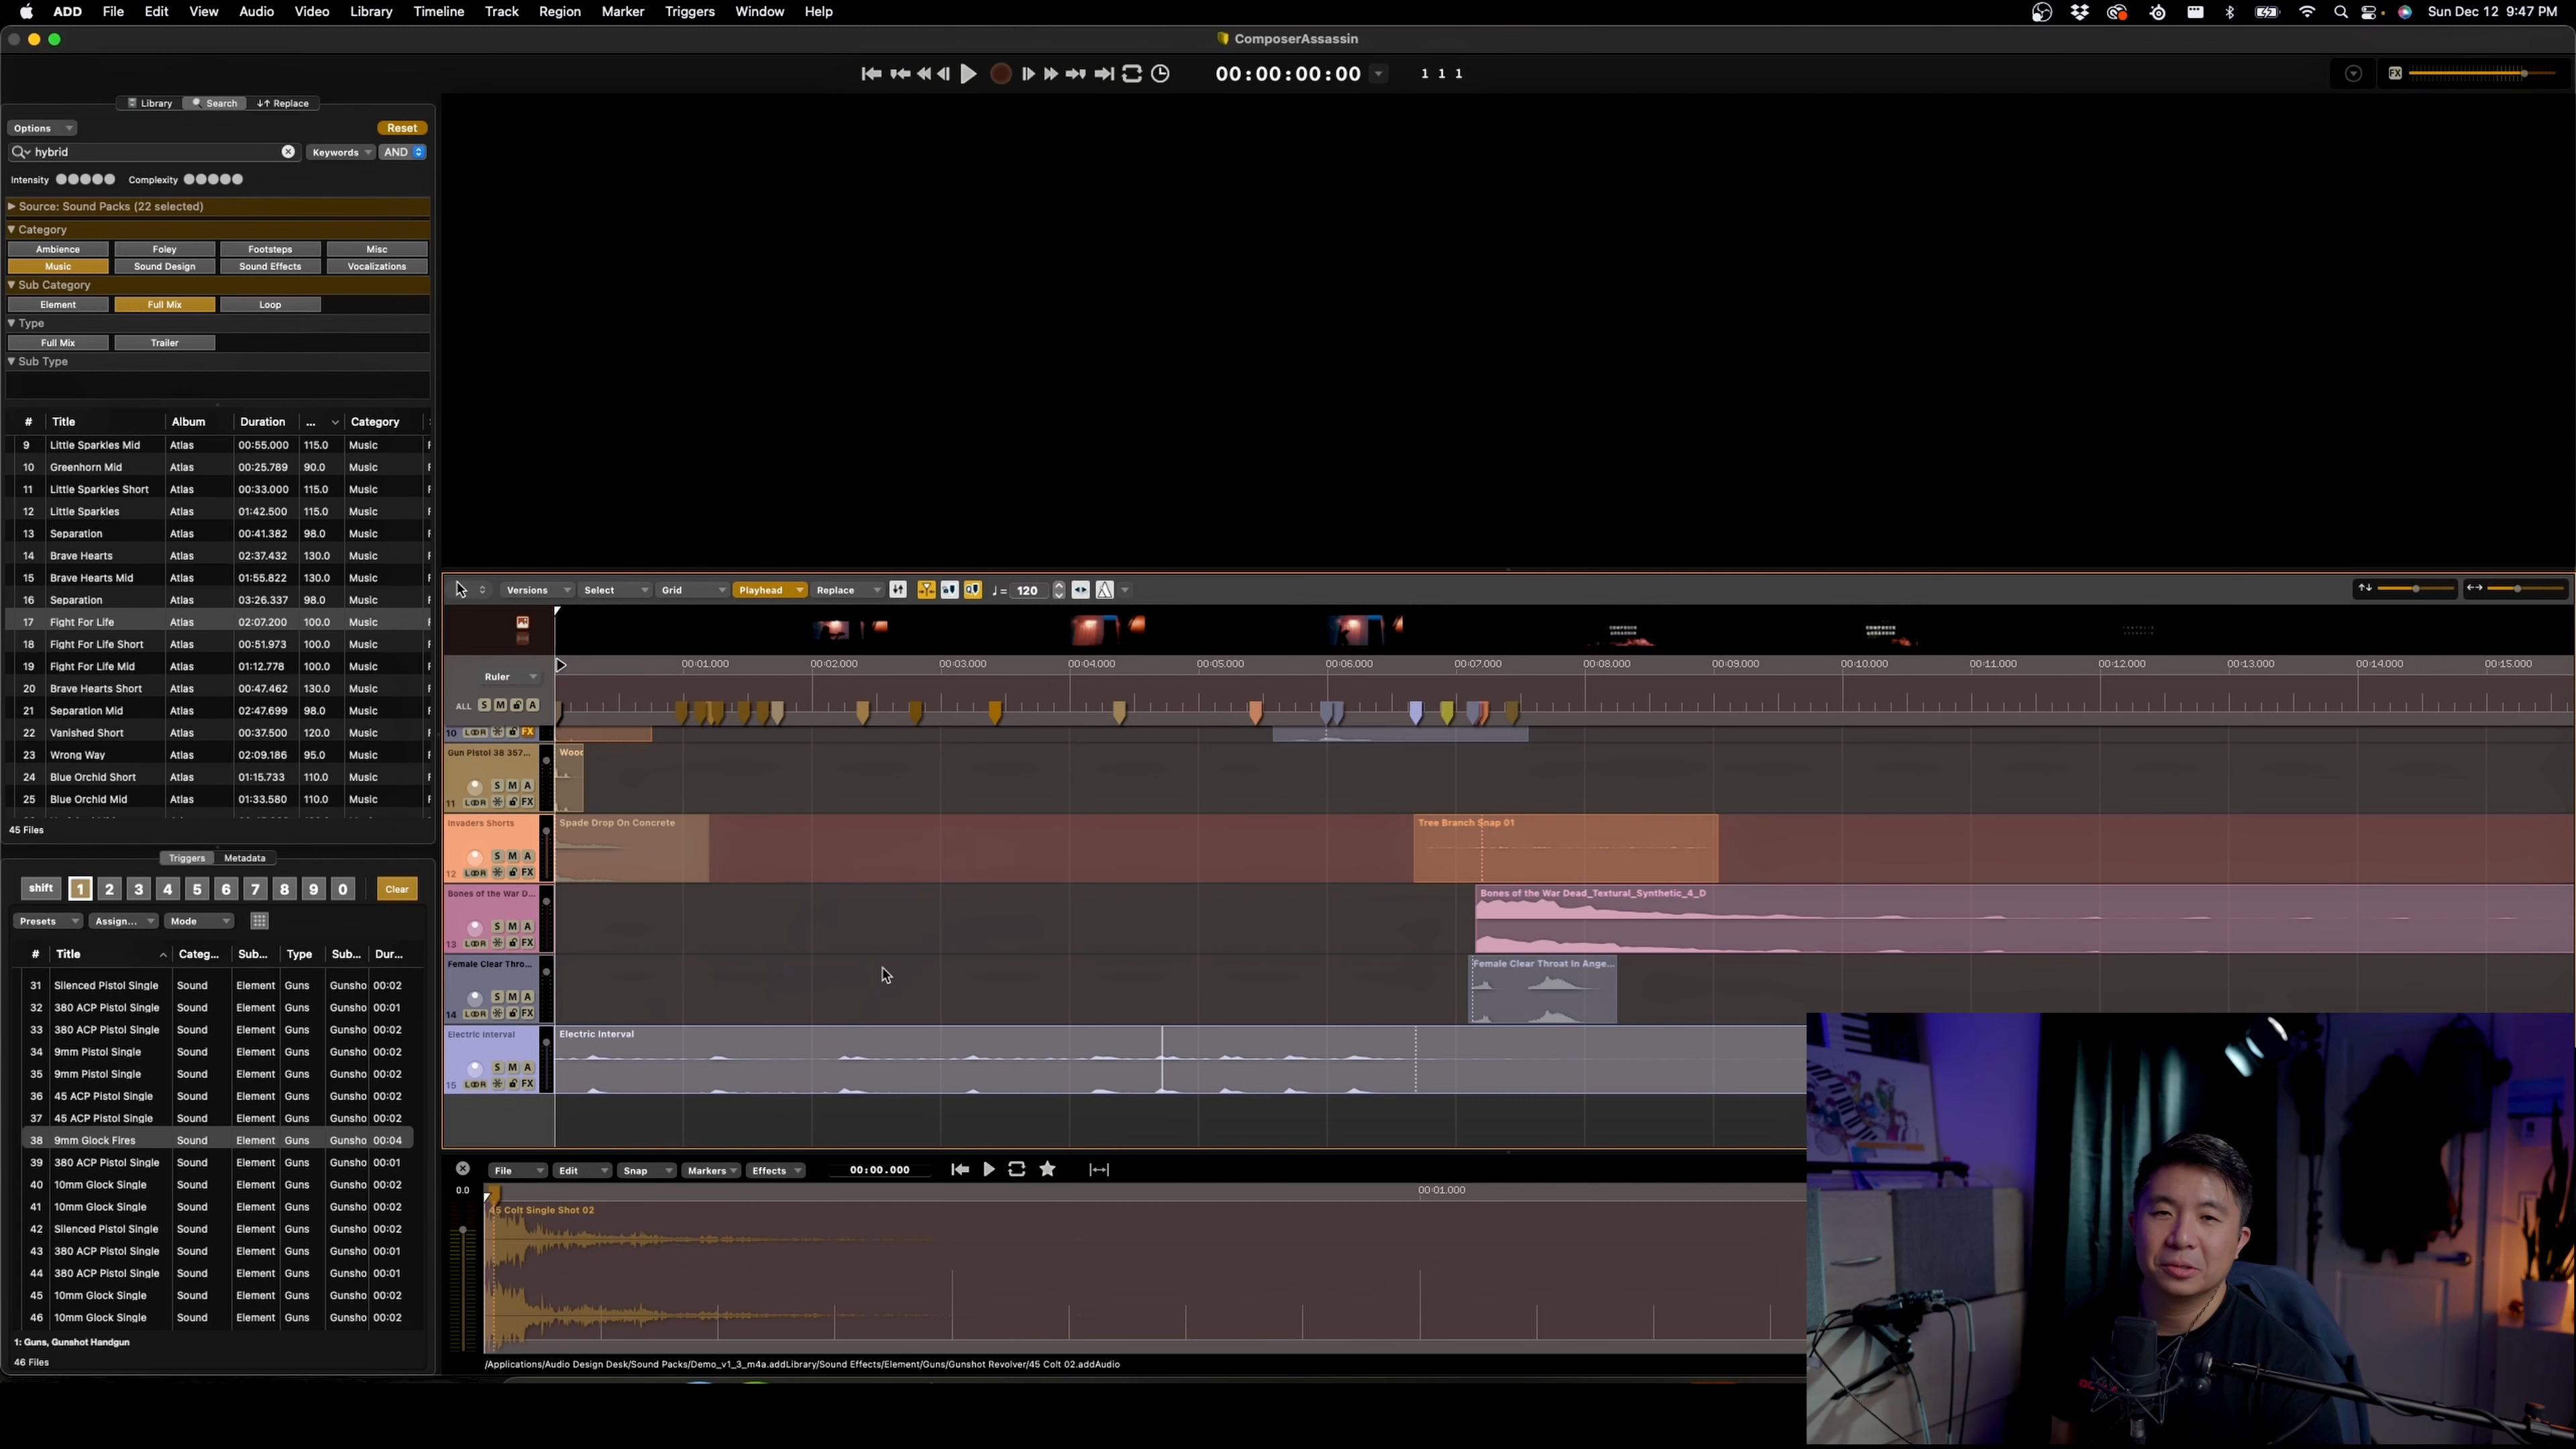 ADD File Edit View Audio Video Library Timeline Track Region Marker Triggers Window Help Sun Dec 12 9:47 PM
ComposerAssassin
00:00:00:00 1 1 1 FX
Library Search Replace
Options Reset
hybrid Keywords AND
Intensity Complexity
Source: Sound Packs (22 selected)
Category
Ambience Foley Footsteps Misc
Music Sound Design Sound Effects Vocalizations
Sub Category
Element Full Mix Loop
Type
Full Mix Trailer
Sub Type
# Title Album Duration ... Category
9 Little Sparkles Mid Atlas 00:55.000 115.0 Music
10 Greenhorn Mid Atlas 00:25.789 90.0 Music
11 Little Sparkles Short Atlas 00:33.000 115.0 Music
12 Little Sparkles Atlas 01:42.500 115.0 Music
13 Separation Atlas 00:41.382 98.0 Music
14 Brave Hearts Atlas 02:37.432 130.0 Music
15 Brave Hearts Mid Atlas 01:55.822 130.0 Music
16 Separation Atlas 03:26.337 98.0 Music
17 Fight For Life Atlas 02:07.200 100.0 Music
18 Fight For Life Short Atlas 00:51.973 100.0 Music
19 Fight For Life Mid Atlas 01:12.778 100.0 Music
20 Brave Hearts Short Atlas 00:47.462 130.0 Music
21 Separation Mid Atlas 02:47.699 98.0 Music
22 Vanished Short Atlas 00:37.500 120.0 Music
23 Wrong Way Atlas 02:09.186 95.0 Music
24 Blue Orchid Short Atlas 01:15.733 110.0 Music
25 Blue Orchid Mid Atlas 01:33.580 110.0 Music
45 Files
Triggers Metadata
shift 1 2 3 4 5 6 7 8 9 0 Clear
Presets Assign... Mode
# Title Categ... Sub... Type Sub... Dur...
31 Silenced Pistol Single Sound Element Guns Gunsho 00:02
32 380 ACP Pistol Single Sound Element Guns Gunsho 00:01
33 380 ACP Pistol Single Sound Element Guns Gunsho 00:02
34 9mm Pistol Single Sound Element Guns Gunsho 00:02
35 9mm Pistol Single Sound Element Guns Gunsho 00:02
36 45 ACP Pistol Single Sound Element Guns Gunsho 00:02
37 45 ACP Pistol Single Sound Element Guns Gunsho 00:02
38 9mm Glock Fires Sound Element Guns Gunsho 00:04
39 380 ACP Pistol Single Sound Element Guns Gunsho 00:01
40 10mm Glock Single Sound Element Guns Gunsho 00:02
41 10mm Glock Single Sound Element Guns Gunsho 00:02
42 Silenced Pistol Single Sound Element Guns Gunsho 00:02
43 380 ACP Pistol Single Sound Element Guns Gunsho 00:01
44 380 ACP Pistol Single Sound Element Guns Gunsho 00:01
45 10mm Glock Single Sound Element Guns Gunsho 00:02
46 10mm Glock Single Sound Element Guns Gunsho 00:02
1: Guns, Gunshot Handgun
46 Files
Versions Select Grid Playhead Replace = 120
COMPOSER ASSASSIN COMPOSER ASSASSIN
00:01.000 00:02.000 00:03.000 00:04.000 00:05.000 00:06.000 00:07.000 00:08.000 00:09.000 00:10.000 00:11.000 00:12.000 00:13.000 00:14.000 00:15.000
Ruler
ALL S M A
10 FX
Gun Pistol 38 357... Wood
S M A
11 FX
Invaders Shorts Spade Drop On Concrete Tree Branch Snap 01
S M A
12 FX
Bones of the War D... Bones of the War Dead_Textural_Synthetic_4_D
S M A
13 FX
Female Clear Thro... Female Clear Throat In Ange...
S M A
14 FX
Electric Interval Electric Interval
S M A
15 FX
File Edit Snap Markers Effects 00:00.000
0.0 00:01.000
45 Colt Single Shot 02
/Applications/Audio Design Desk/Sound Packs/Demo_v1_3_m4a.addLibrary/Sound Effects/Element/Guns/Gunshot Revolver/45 Colt 02.addAudio